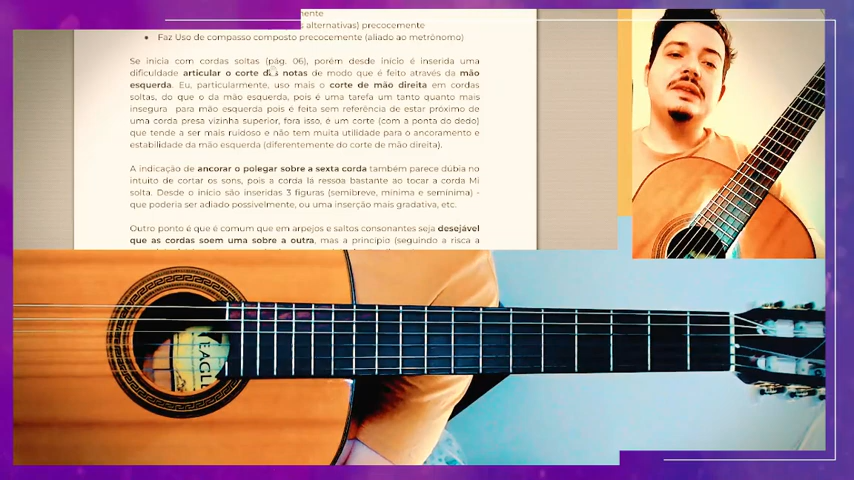 mente
s alternativas) precocemente
Faz Uso de compasso composto precocemente (aliado ao metrónomo)
Se inicia com cordas soltas (pág. 06), porém desde início é inserida uma
dificuldade articular o corte das notas de modo que é feito através da mão
esquerda. Eu, particularmente, uso mais o corte de mão direita em cordas
soltas, do que o da mão esquerda, pois é uma tarefa um tanto quanto mais
insegura para mão esquerda pois é feita sem referência de estar próximo de
uma corda presa vizinha superior, fora isso, é um corte (com a ponta do dedo)
que tende a ser mais ruidoso e não tem muita utilidade para o ancoramento e
estabilidade da mão esquerda (diferentemente do corte de mão direita).
A indicação de ancorar o polegar sobre a sexta corda também parece dúbia no
intuito de cortar os sons, pois a corda lá ressoa bastante ao tocar a corda Mi
solta. Desde o início são inseridas 3 figuras (semibreve, mínima e semínima) -
que poderia ser adiado possivelmente, ou uma inserção mais gradativa, etc.
Outro ponto é que é comum que em arpejos e saltos consonantes seja desejável
que as cordas soem uma sobre a outra, mas a princípio (seguindo a risca a
EAGLE